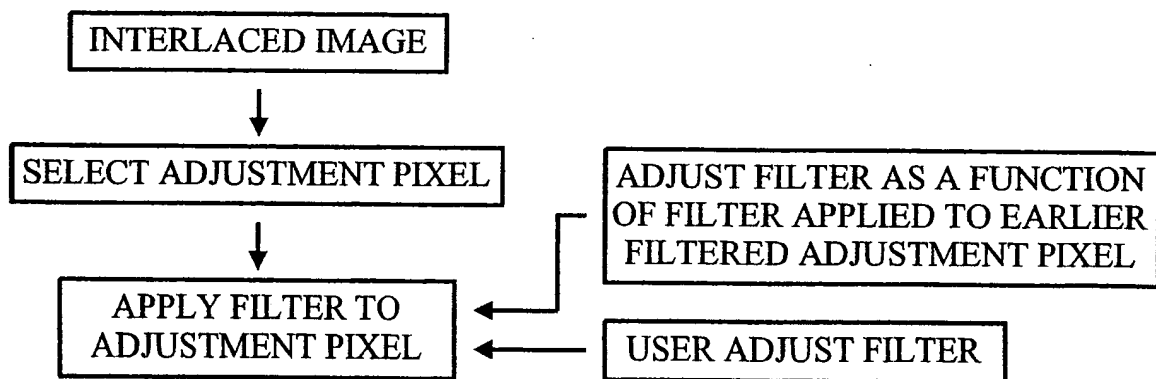 INTERLACED IMAGE
SELECT ADJUSTMENT PIXEL
ADJUST FILTER AS A FUNCTION
OF FILTER APPLIED TO EARLIER
FILTERED ADJUSTMENT PIXEL
APPLY FILTER TO
ADJUSTMENT PIXEL
USER ADJUST FILTER